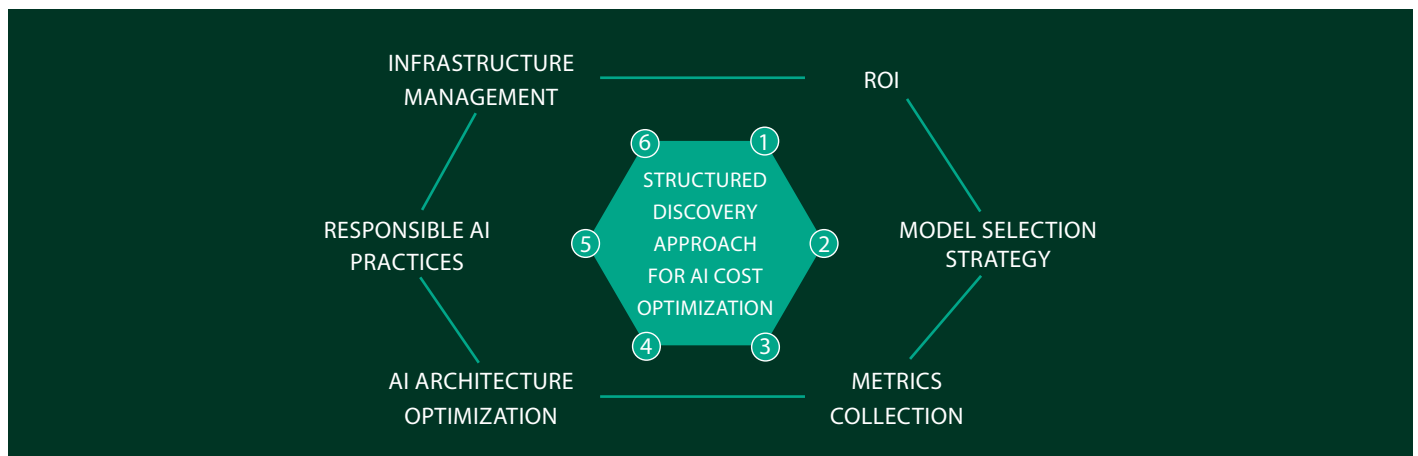 INFRASTRUCTURE
MANAGEMENT
ROI
6
1
STRUCTURED
DISCOVERY
APPROACH
FOR AI COST
OPTIMIZATION
RESPONSIBLE AI
PRACTICES
5
2
MODEL SELECTION
STRATEGY
4
3
AI ARCHITECTURE
OPTIMIZATION
METRICS
COLLECTION